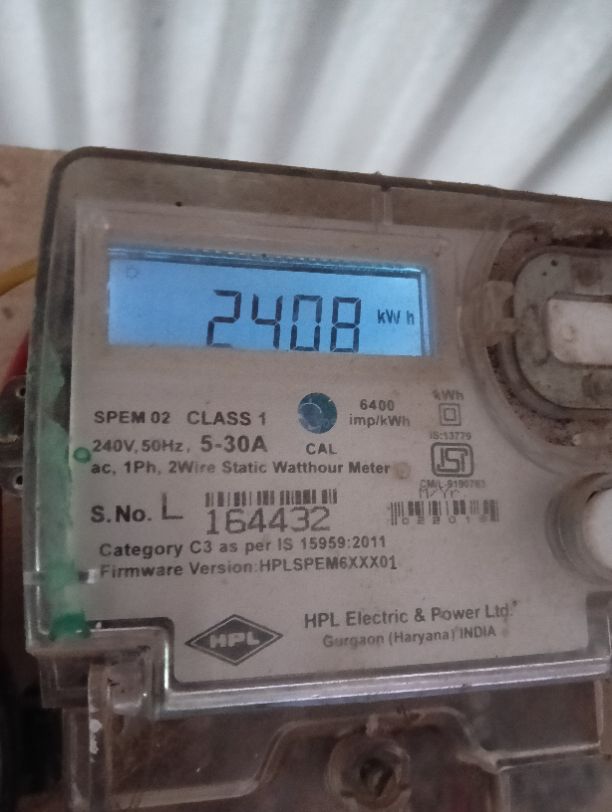 2408 kWh
SPEM 02 CLASS 1
240V, 50Hz, 5-30A
CAL
6400
imp/kWh
kWh
IS:13779
ac, 1Ph, 2Wire Static Watthour Meter
M/Yr
S.No. L 164432
022015
Category C3 as per IS 15959:2011
Firmware Version:HPLSPEM6XXX01
HPL
HPL Electric & Power Ltd.
Gurgaon (Haryana) INDIA